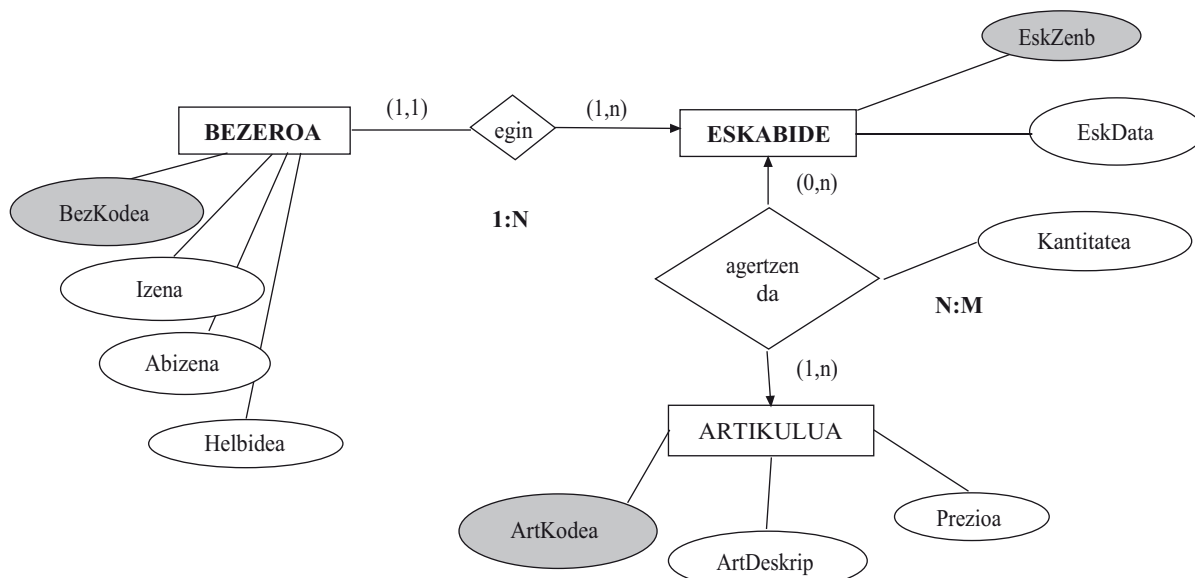 EskZenb
(1,1)
(1,n)
BEZEROA
egin
ESKABIDE
EskData
(0,n)
BezKodea
1:N
Kantitatea
agertzen
da
Izena
N:M
Abizena
(1,n)
Helbidea
ARTIKULUA
ArtKodea
Prezioa
ArtDeskrip